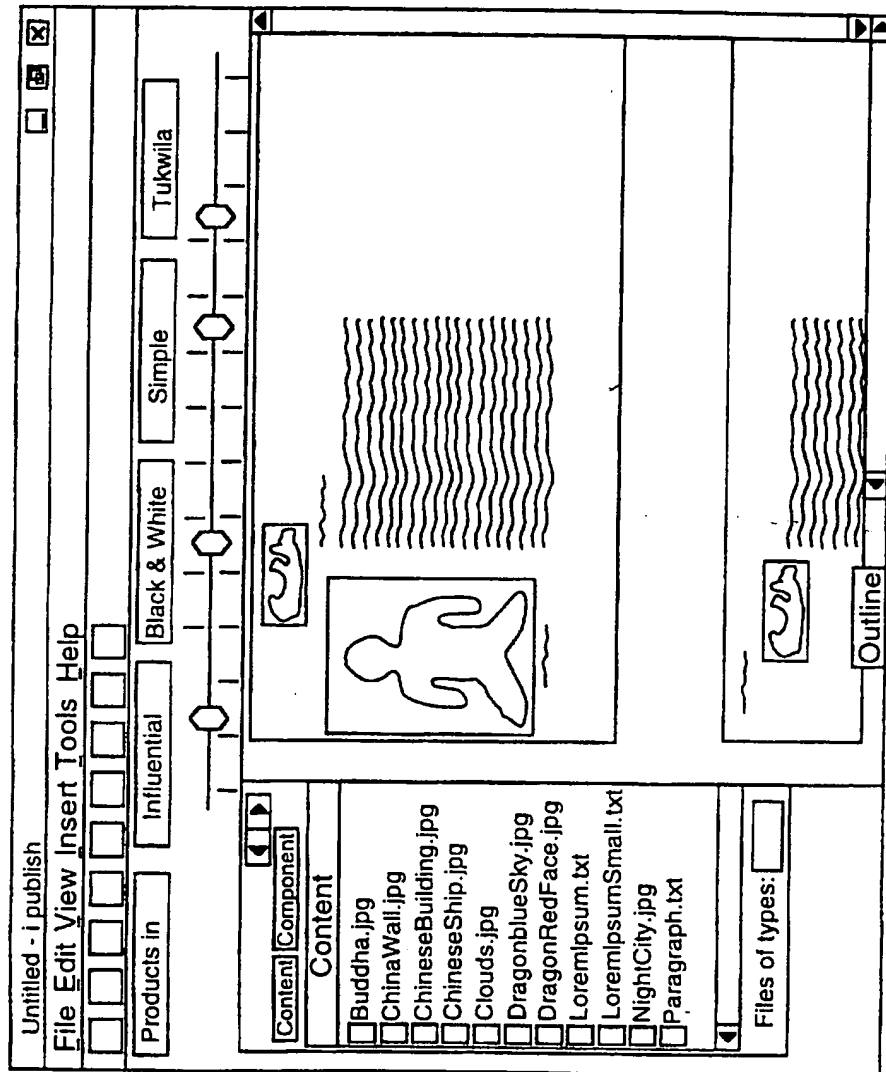 Untitled - i publish
File Edit View Insert Tools Help
Products in
Influential
Black & White
Simple
Tukwila
Content
Component
Content
Buddha.jpg
ChinaWall.jpg
ChineseBuilding.jpg
ChineseShip.jpg
Clouds.jpg
DragonblueSky.jpg
DragonRedFace.jpg
LoremIpsum.txt
LoremIpsumSmall.txt
NightCity.jpg
Paragraph.txt
Files of types:
Outline